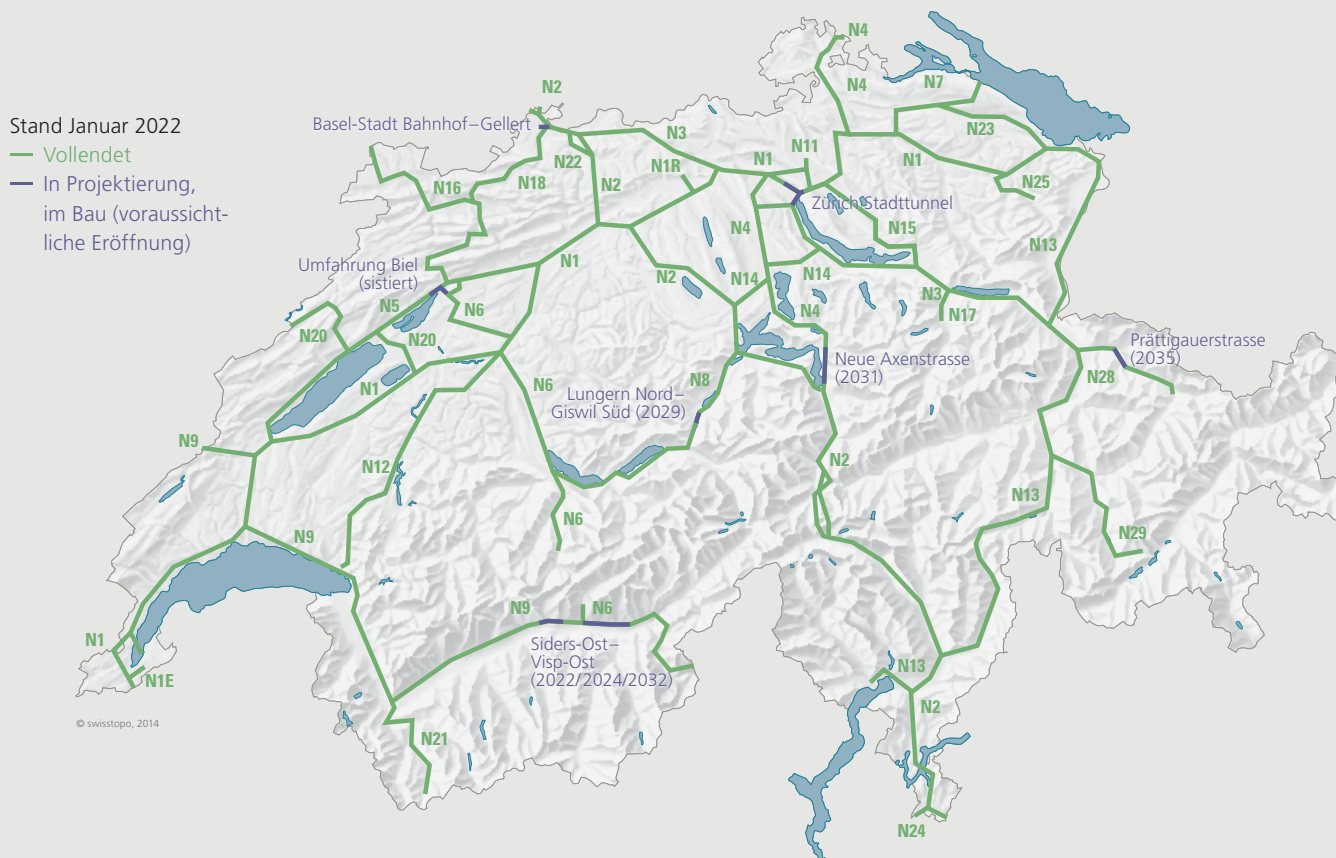 Stand Januar 2022
Vollendet
In Projektierung,
im Bau (voraussicht-
liche Eröffnung)
N4
N2
N4
N7
Basel-Stadt Bahnhof–Gellert
N3
N23
N22
N1R
N1
N11
N1
N16
N18
N2
N25
Zürich Stadttunnel
N4
N15
N13
Umfahrung Biel
(sistiert)
N1
N2
N14
N14
N5
N6
N4
N3
N17
N20
N20
Neue Axenstrasse
(2031)
Prättigauerstrasse
(2035)
N1
N6
N8
N28
Lungern Nord–
Giswil Süd (2029)
N9
N12
N2
N13
N9
N6
N29
N9
N6
N1
Siders-Ost–
Visp-Ost
(2022/2024/2032)
N1E
N13
N2
© swisstopo, 2014
N21
N24